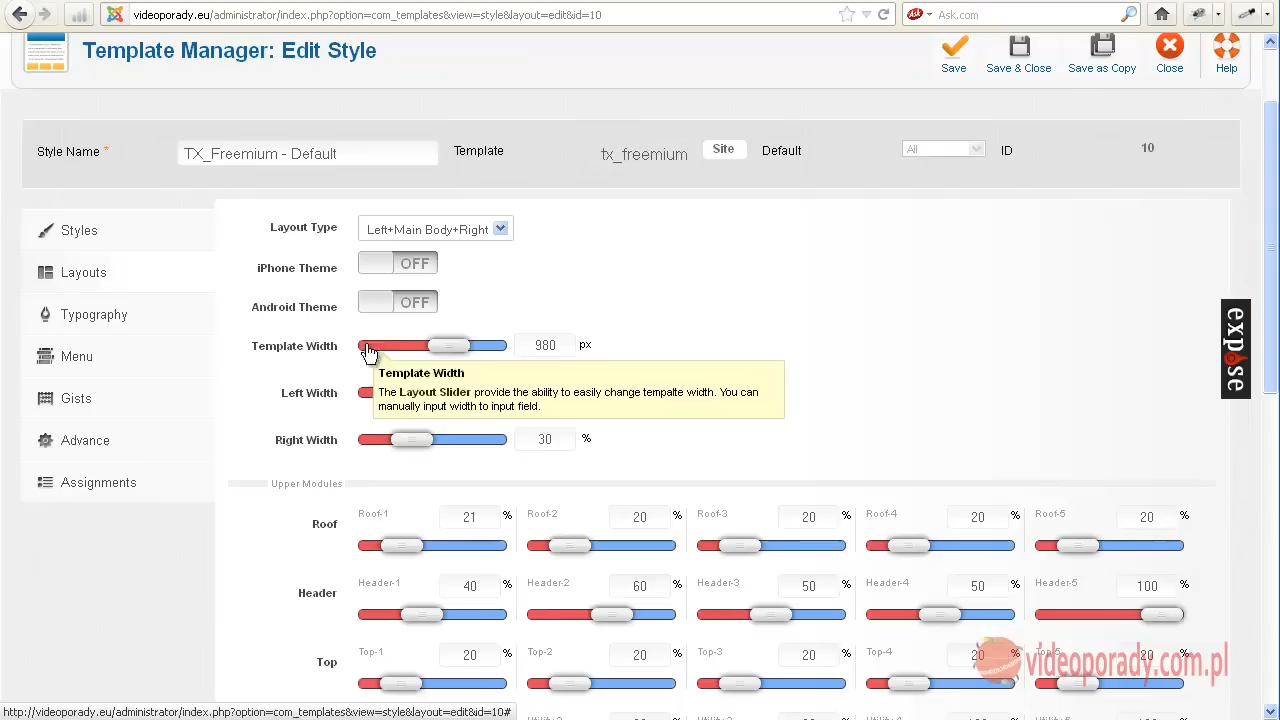 videoporady.eu/administrator/index.php?option=com_templates&view=style&layout=edit&id=10
Ask.com
Template Manager: Edit Style
Save
Save & Close
Save as Copy
Close
Help
Style Name *
TX_Freemium - Default
Template
tx_freemium
Site
Default
All
ID
10
Styles
Layouts
Typography
Menu
Gists
Advance
Assignments
Layout Type
Left+Main Body+Right
iPhone Theme
OFF
Android Theme
OFF
Template Width
980
px
Template Width
The Layout Slider provide the ability to easily change tempalte width. You can
manually input width to input field.
Left Width
Right Width
30
%
expose
Upper Modules
Roof
Roof-1
21
%
Roof-2
20
%
Roof-3
20
%
Roof-4
20
%
Roof-5
20
%
Header
Header-1
40
%
Header-2
60
%
Header-3
50
%
Header-4
50
%
Header-5
100
%
Top
Top-1
20
%
Top-2
20
%
Top-3
20
%
Top-4
20
%
Top-5
20
%
videoporady.com.pl
http://videoporady.eu/administrator/index.php?option=com_templates&view=style&layout=edit&id=10#